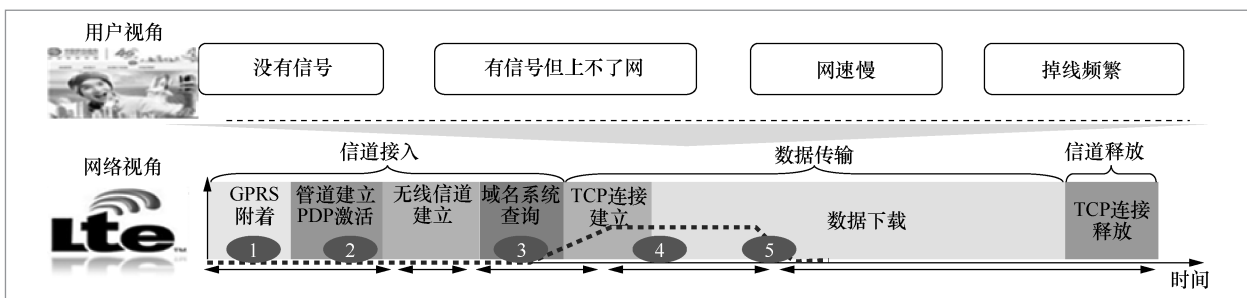 用户视角
没有信号
有信号但上不了网
网速慢
掉线频繁
网络视角
信道接入
数据传输
信道释放
GPRS
附着
管道建立
PDP激活
无线信道
建立
域名系统
查询
TCP连接
建立
数据下载
TCP连接
释放
1
2
3
4
5
Lte
TM
时间